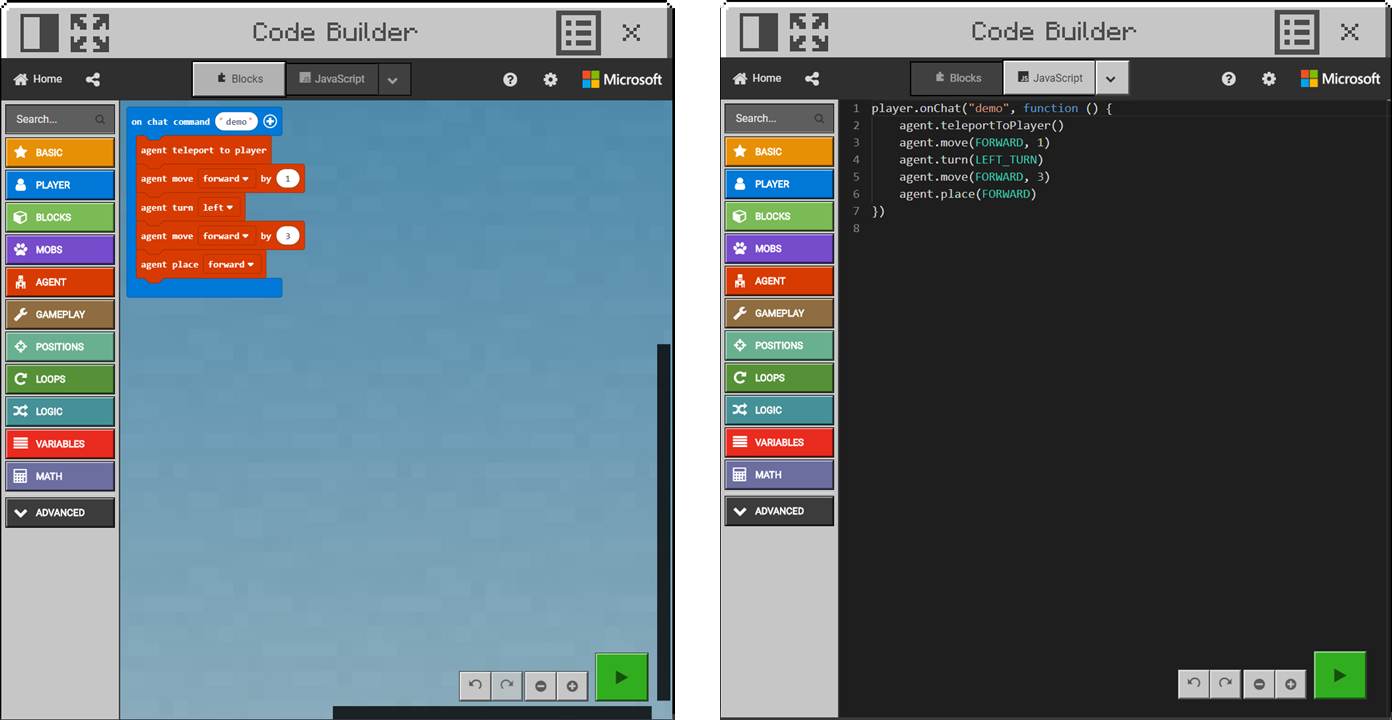 Code Builder
Home
Blocks
JavaScript
Microsoft
Search...
BASIC
PLAYER
BLOCKS
MOBS
AGENT
GAMEPLAY
POSITIONS
LOOPS
LOGIC
VARIABLES
MATH
ADVANCED
on chat command "demo"
agent teleport to player
agent move forward by 1
agent turn left
agent move forward by 3
agent place forward
Code Builder
Home
Blocks
JS JavaScript
Microsoft
Search...
BASIC
PLAYER
BLOCKS
MOBS
AGENT
GAMEPLAY
POSITIONS
LOOPS
LOGIC
VARIABLES
MATH
ADVANCED
1 player.onChat("demo", function () {
2     agent.teleportToPlayer()
3     agent.move(FORWARD, 1)
4     agent.turn(LEFT_TURN)
5     agent.move(FORWARD, 3)
6     agent.place(FORWARD)
7 })
8